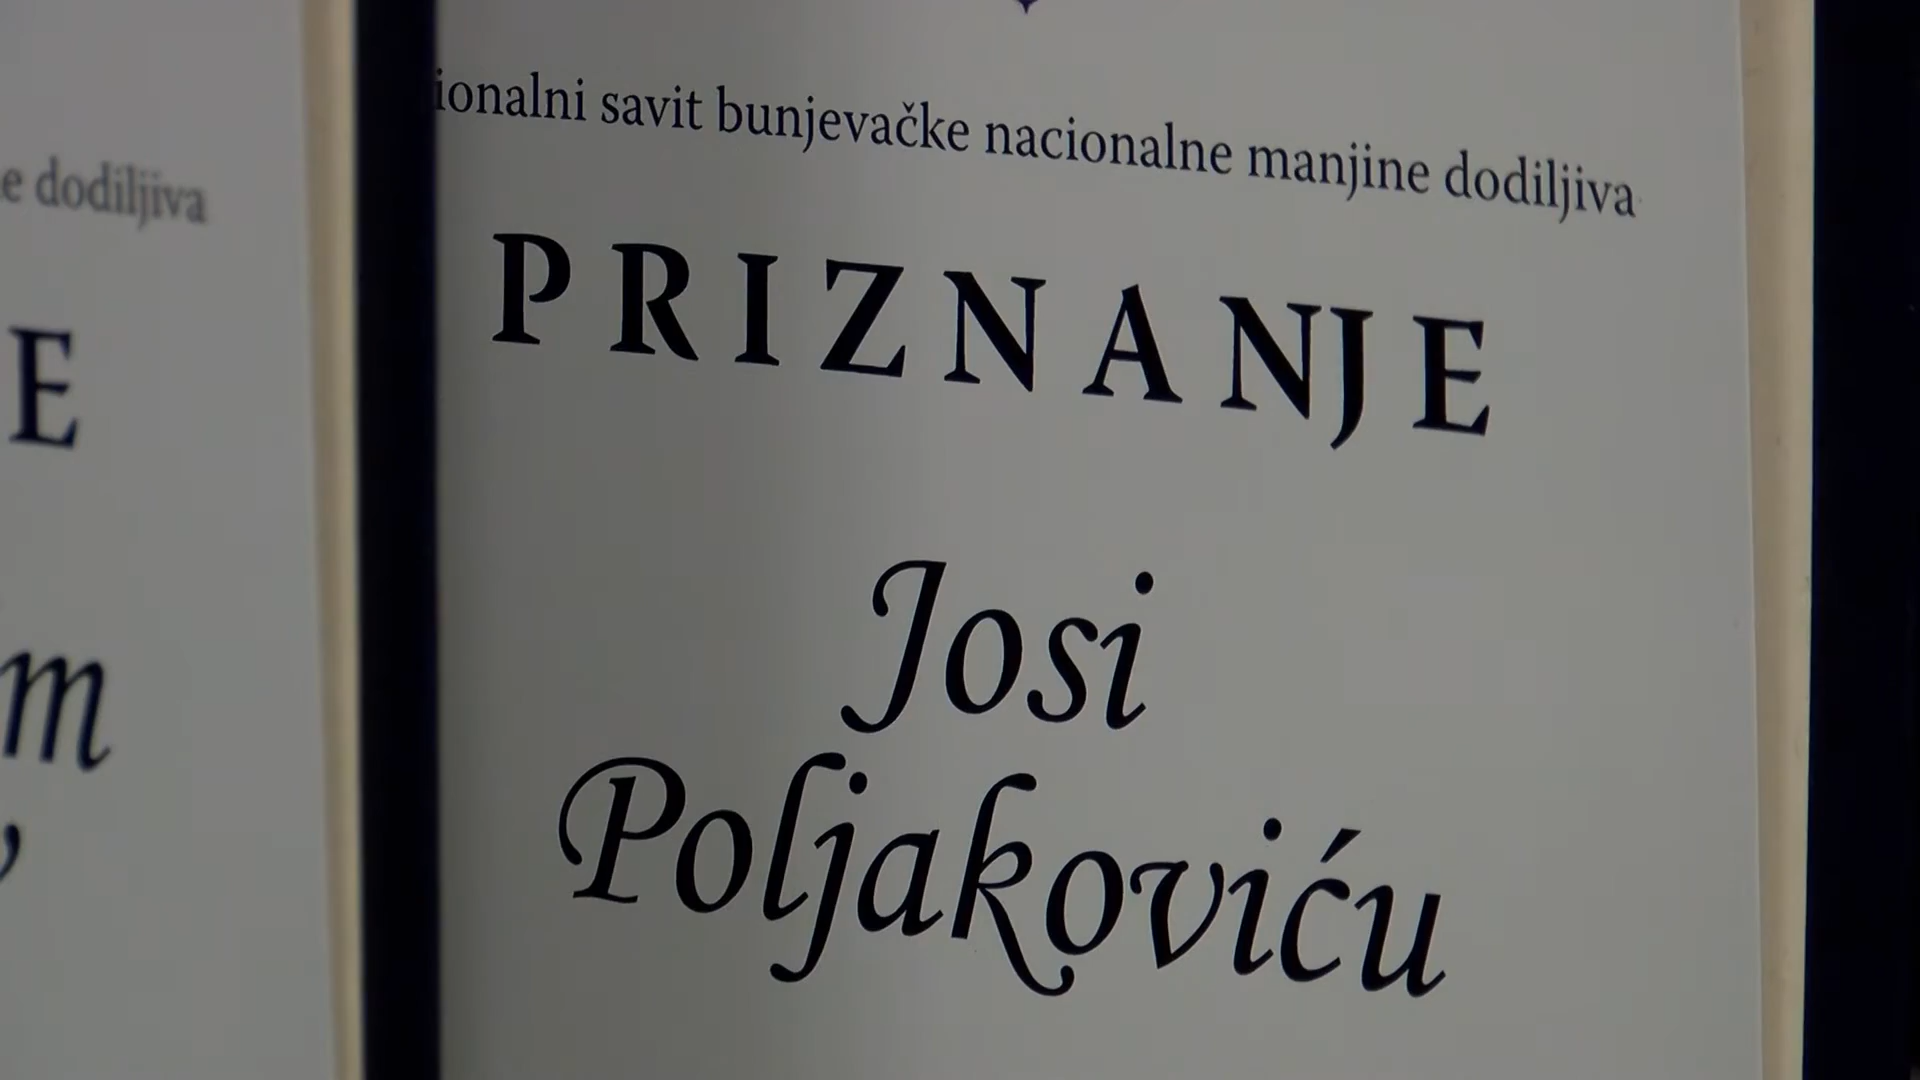 ionalni savit bunjevačke nacionalne manjine dodiljiva
PRIZNANJE
Josi
Poljakoviću
e dodiljiva
E
m